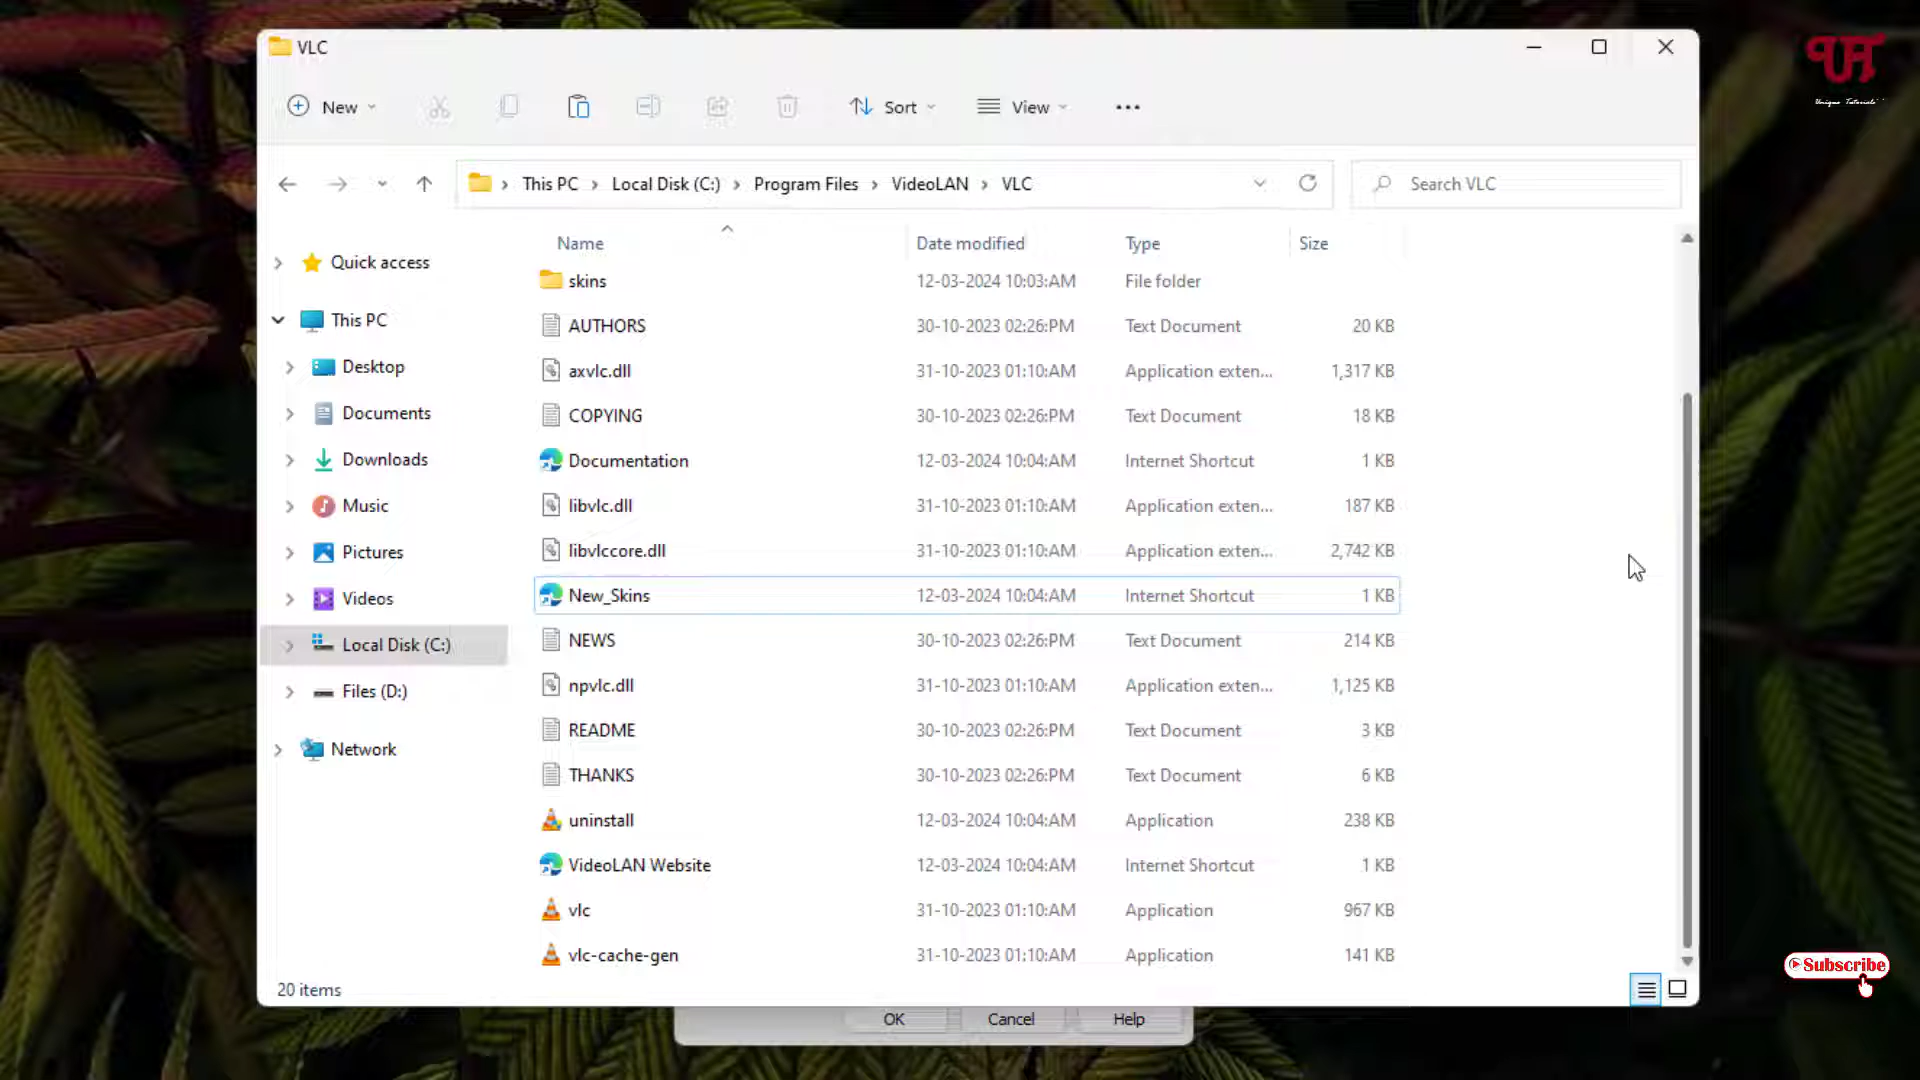 VLC
New
Sort
View
This PC > Local Disk (C:) > Program Files > VideoLAN > VLC
Search VLC
Name Date modified Type Size
Quick access
This PC
Desktop
Documents
Downloads
Music
Pictures
Videos
Local Disk (C:)
Files (D:)
Network
skins 12-03-2024 10:03:AM File folder
AUTHORS 30-10-2023 02:26:PM Text Document 20 KB
axvlc.dll 31-10-2023 01:10:AM Application exten... 1,317 KB
COPYING 30-10-2023 02:26:PM Text Document 18 KB
Documentation 12-03-2024 10:04:AM Internet Shortcut 1 KB
libvlc.dll 31-10-2023 01:10:AM Application exten... 187 KB
libvlccore.dll 31-10-2023 01:10:AM Application exten... 2,742 KB
New_Skins 12-03-2024 10:04:AM Internet Shortcut 1 KB
NEWS 30-10-2023 02:26:PM Text Document 214 KB
npvlc.dll 31-10-2023 01:10:AM Application exten... 1,125 KB
README 30-10-2023 02:26:PM Text Document 3 KB
THANKS 30-10-2023 02:26:PM Text Document 6 KB
uninstall 12-03-2024 10:04:AM Application 238 KB
VideoLAN Website 12-03-2024 10:04:AM Internet Shortcut 1 KB
vlc 31-10-2023 01:10:AM Application 967 KB
vlc-cache-gen 31-10-2023 01:10:AM Application 141 KB
20 items
OK Cancel Help
UT
Unique Tutorials
Subscribe